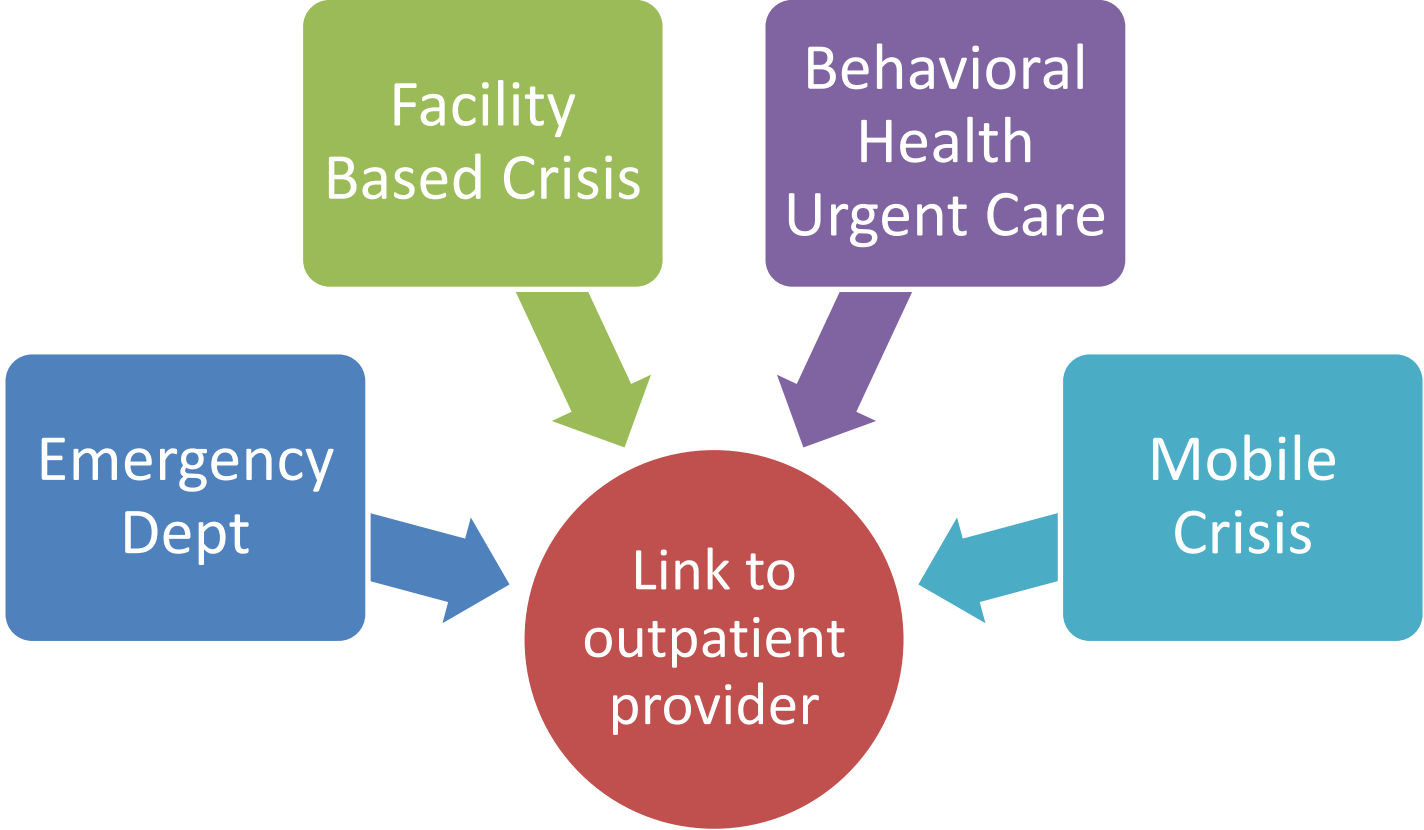 Facility
Based Crisis
Behavioral
Health
Urgent Care
Emergency
Dept
Mobile
Crisis
Link to
outpatient
provider